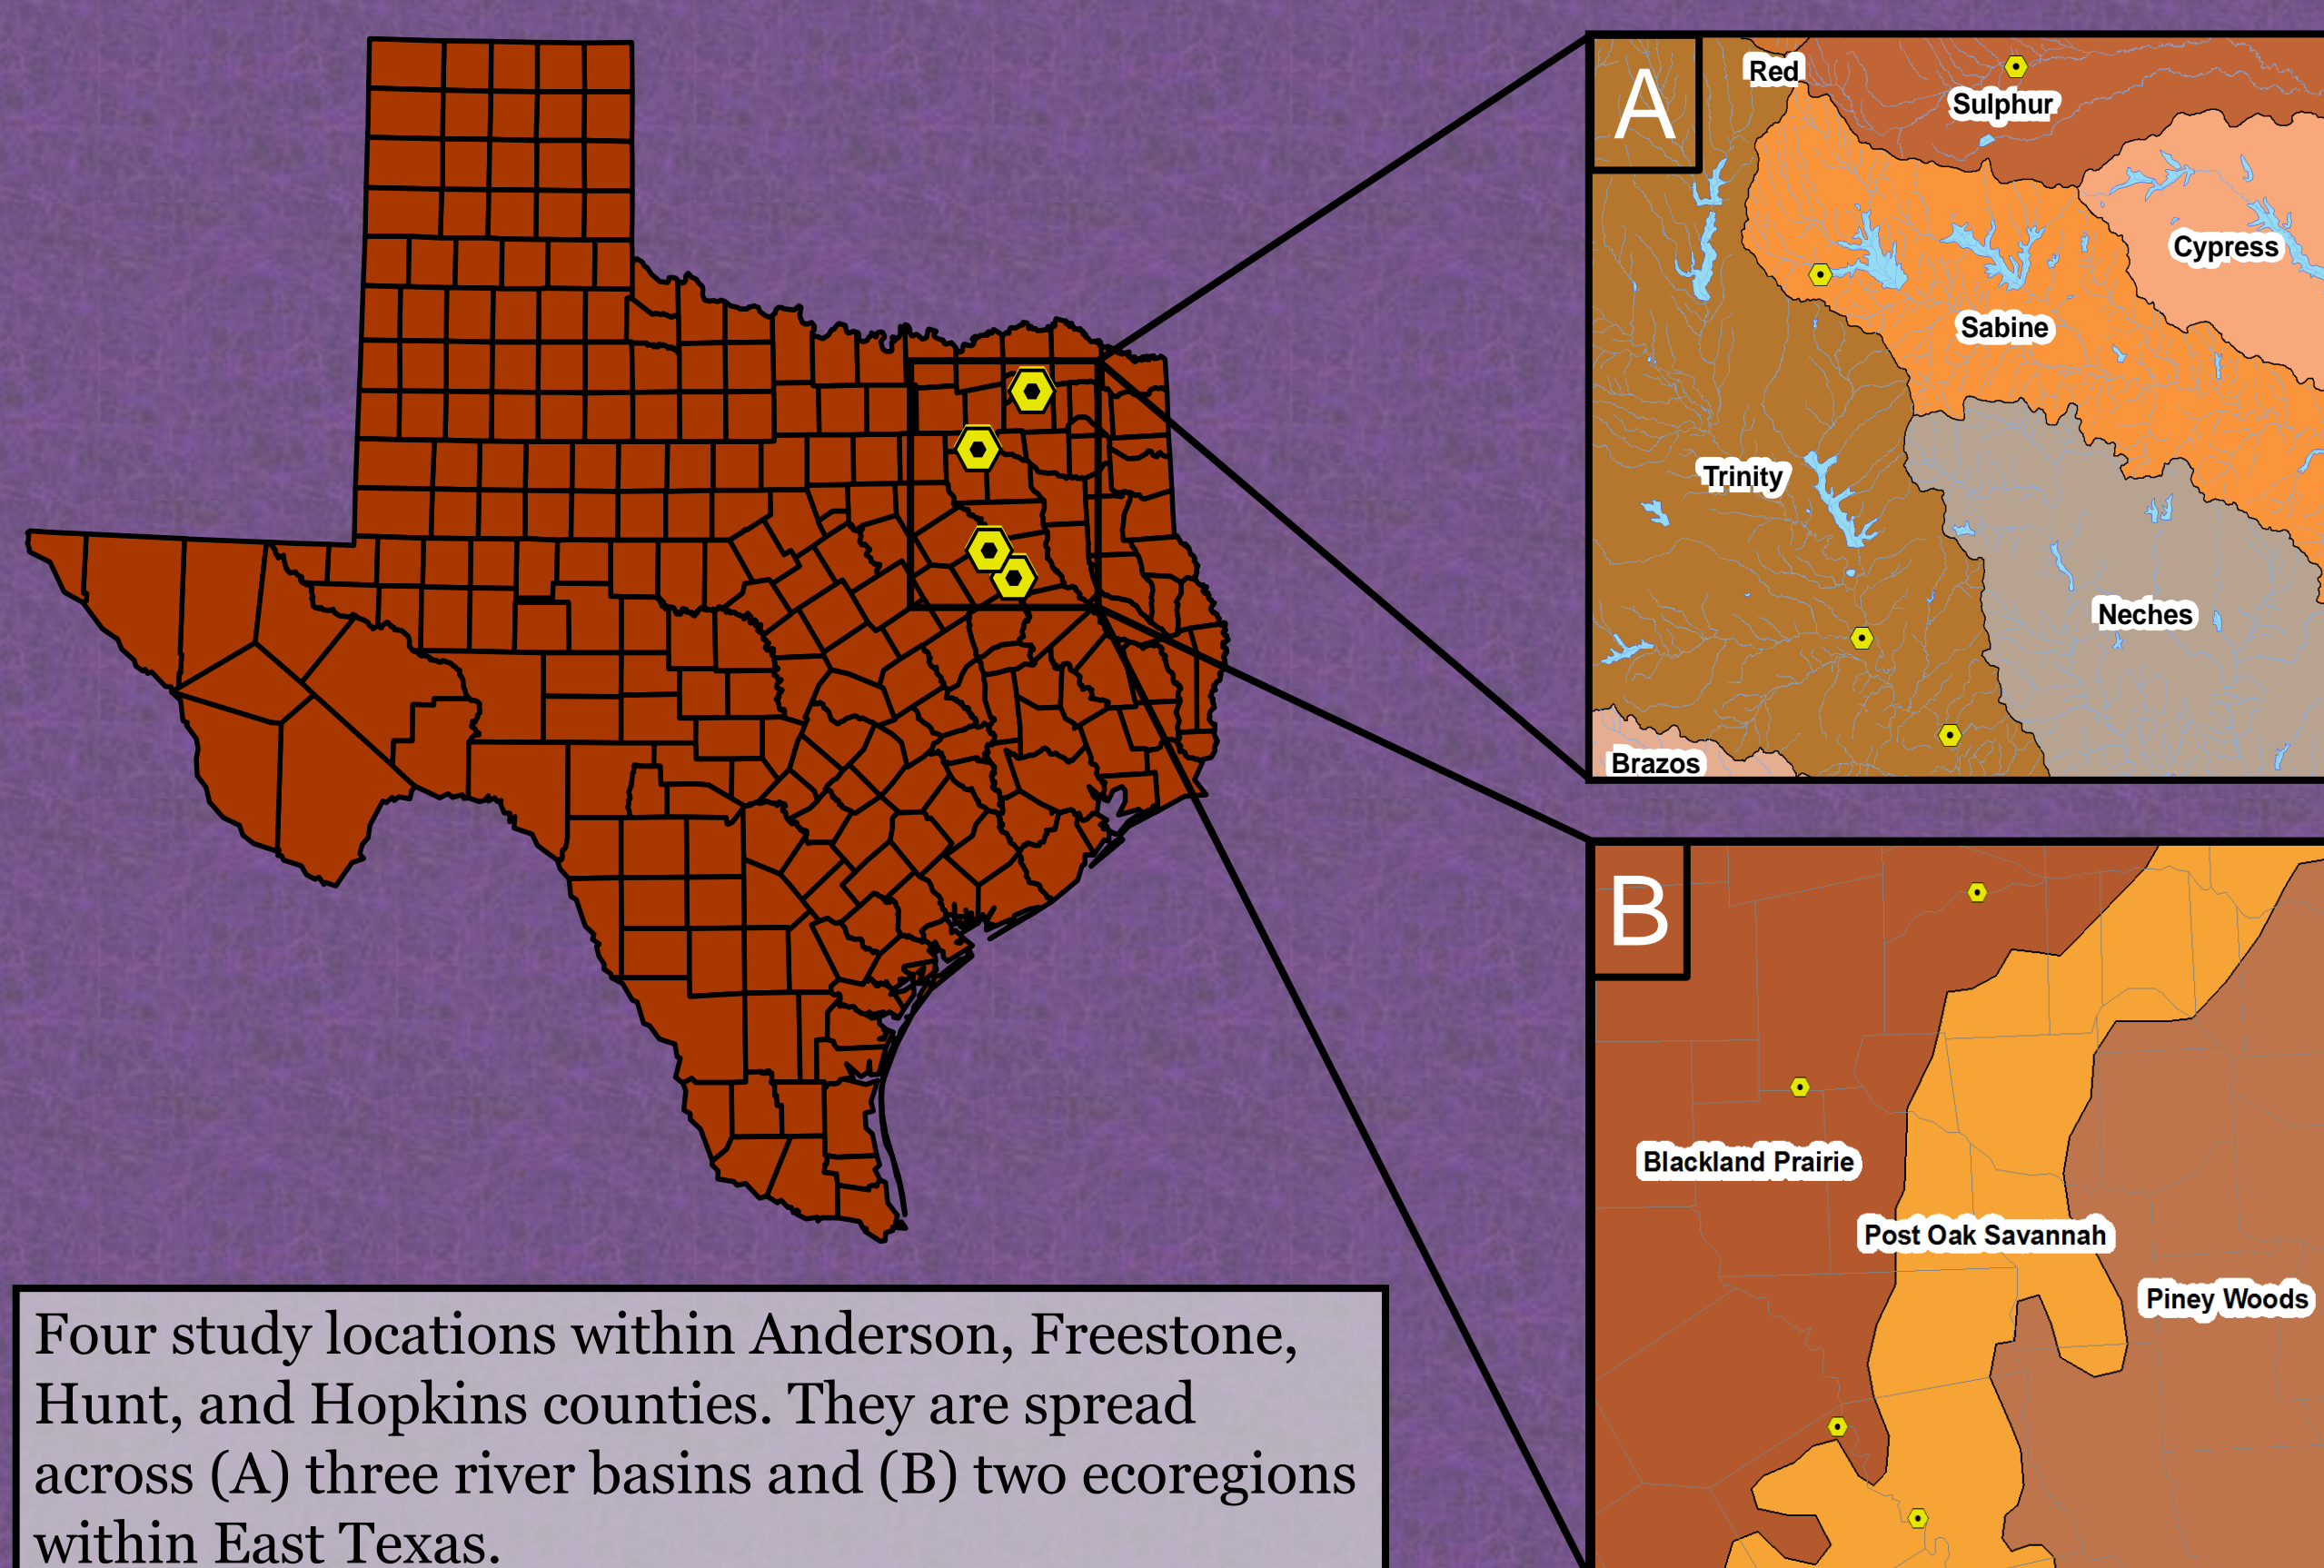 A
Red
Sulphur
Cypress
Sabine
Trinity
Neches
Brazos
B
Blackland Prairie
Post Oak Savannah
Piney Woods
Four study locations within Anderson, Freestone,
Hunt, and Hopkins counties. They are spread
across (A) three river basins and (B) two ecoregions
within East Texas.